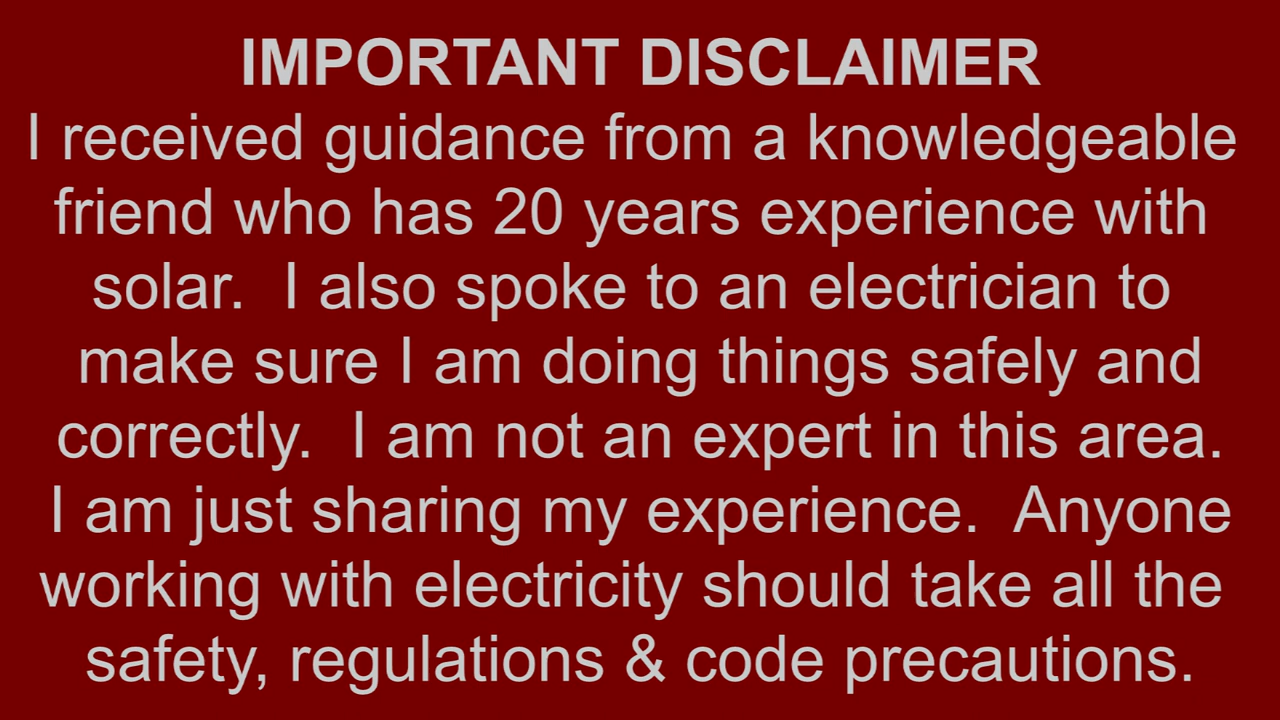 IMPORTANT DISCLAIMER
I received guidance from a knowledgeable
friend who has 20 years experience with
solar.  I also spoke to an electrician to
make sure I am doing things safely and
correctly.  I am not an expert in this area.
I am just sharing my experience.  Anyone
working with electricity should take all the
safety, regulations & code precautions.